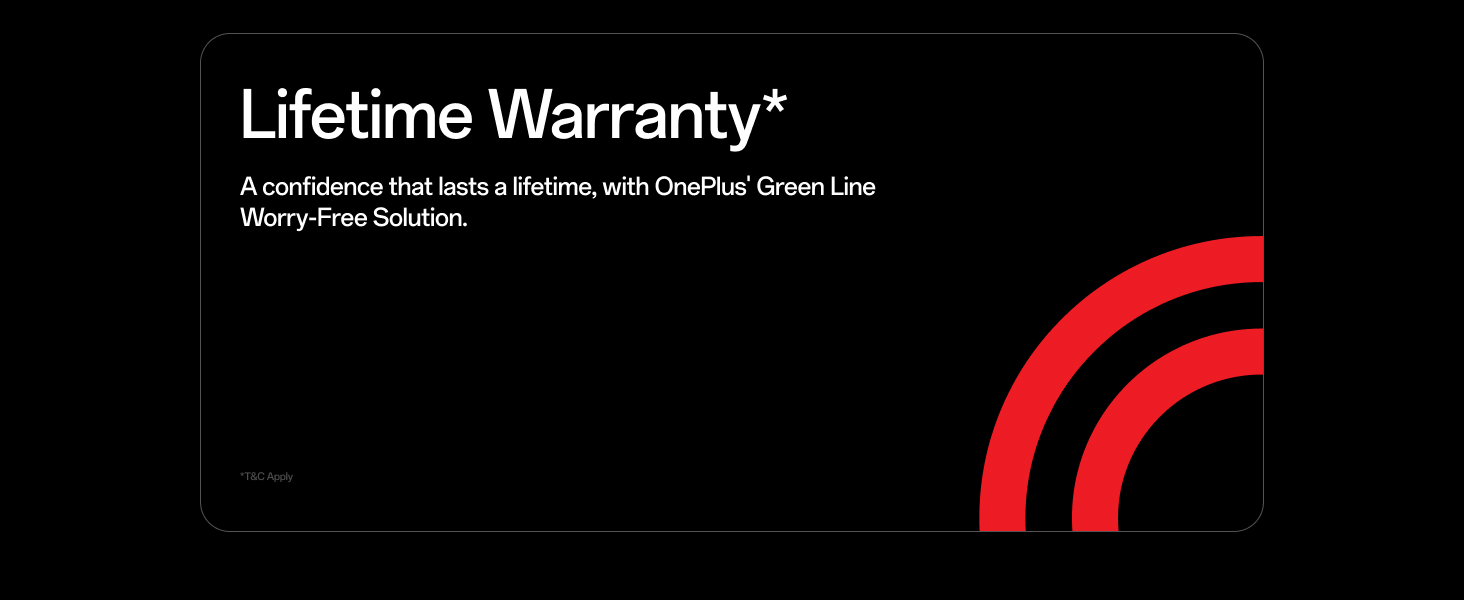 Lifetime Warranty*
A confidence that lasts a lifetime, with OnePlus' Green Line
Worry-Free Solution.
*T&C Apply